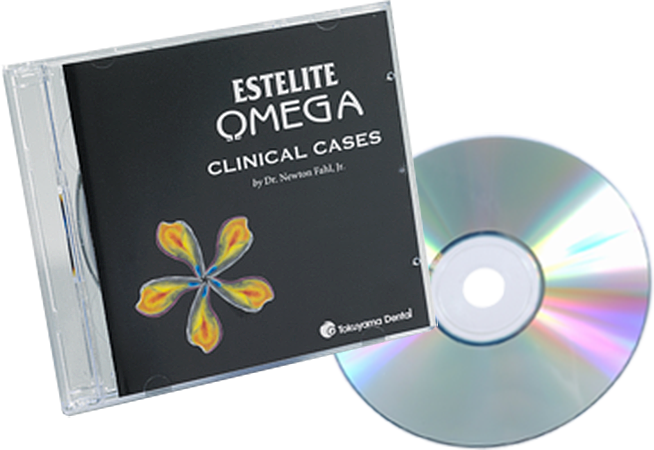 ESTELITE
OMEGA
CLINICAL CASES
by Dr. Newton Fahl, Jr.
Tokuyama Dental